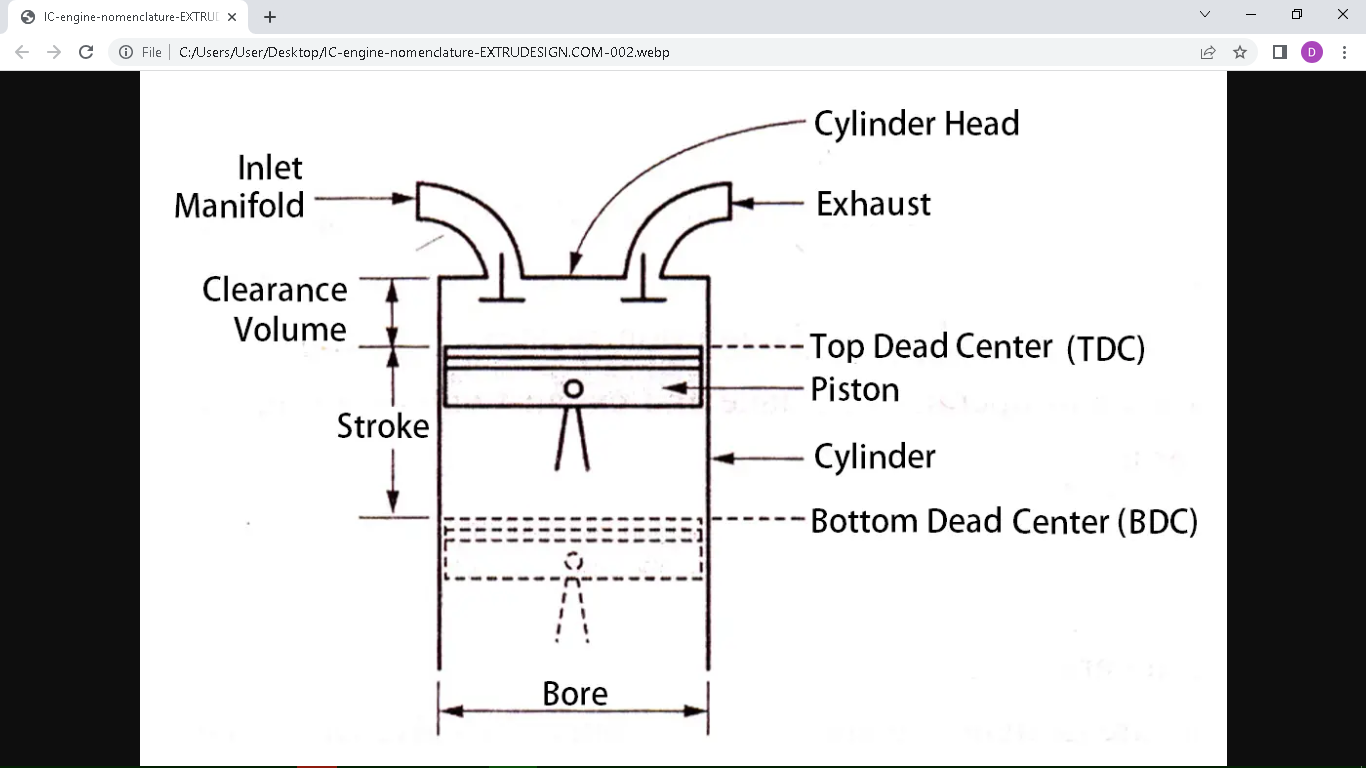 IC-engine-nomenclature-EXTRU
File
C:/Users/User/Desktop/IC-engine-nomenclature-EXTRUDESIGN.COM-002.webp
D
Cylinder Head
Inlet
Manifold
Exhaust
Clearance
Volume
Top Dead Center (TDC)
Piston
Stroke
Cylinder
Bottom Dead Center (BDC)
Bore